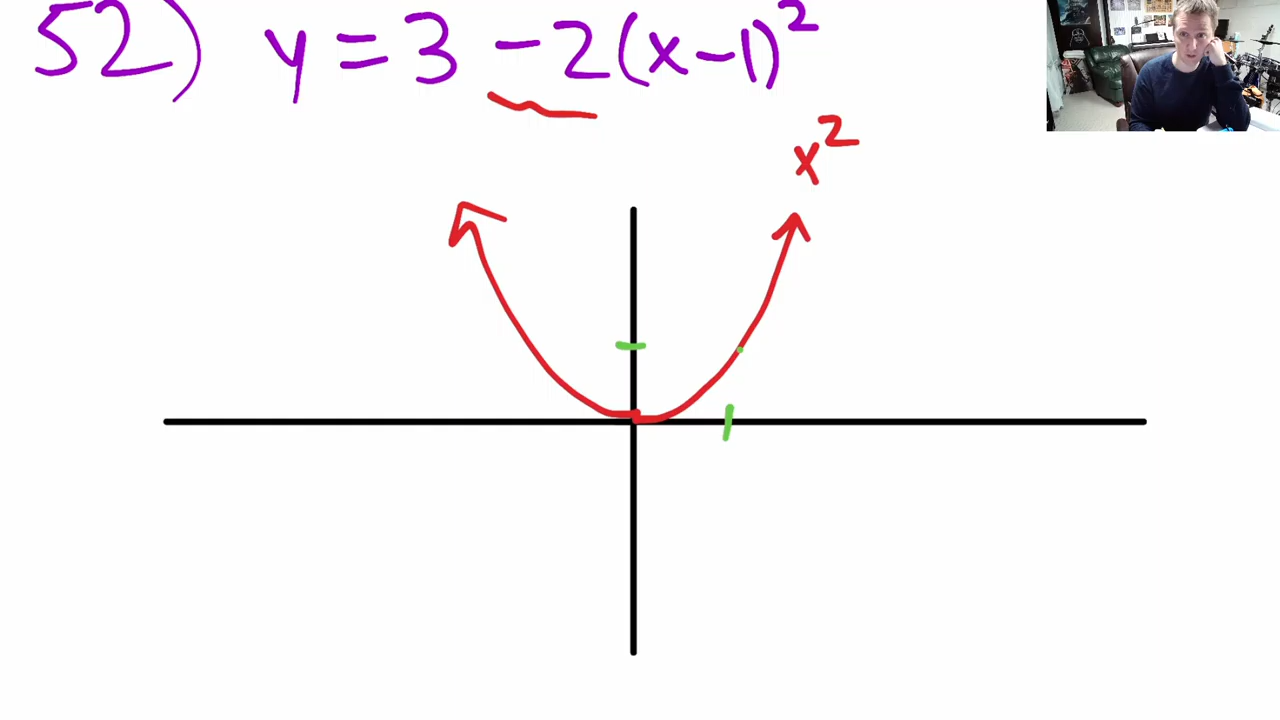 52) y = 3 - 2(x-1)²
x²